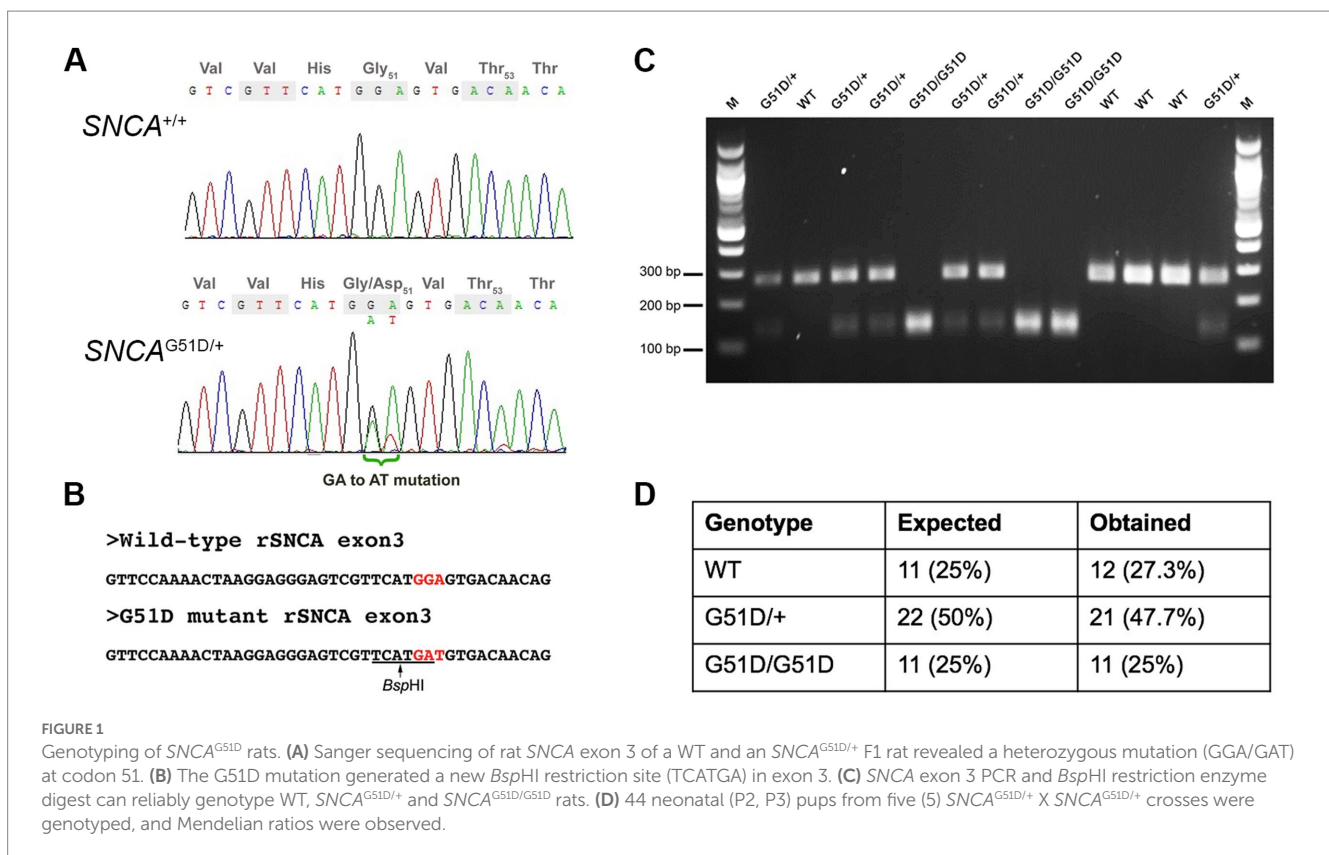 A
Val Val His Gly51 Val Thr53 Thr
G T C G T T C A T G G A G T G A C A A C A
SNCA+/+
Val Val His Gly/Asp51 Val Thr53 Thr
G T C G T T C A T G G A G T G A C A A C A
A T
SNCAG51D/+
GA to AT mutation
B
>Wild-type rSNCA exon3
GTTCCAAAACTAAGGAGGGAGTCGTTCATGGAGTGACAACAG
>G51D mutant rSNCA exon3
GTTCCAAAACTAAGGAGGGAGTCGTTCATGATGTGACAACAG
BspHI
C
M G51D/+ WT G51D/+ G51D/+ G51D/G51D G51D/+ G51D/+ G51D/G51D G51D/G51D WT WT WT G51D/+ M
300 bp
200 bp
100 bp
D
Genotype Expected Obtained
WT 11 (25%) 12 (27.3%)
G51D/+ 22 (50%) 21 (47.7%)
G51D/G51D 11 (25%) 11 (25%)
FIGURE 1
Genotyping of SNCAG51D rats. (A) Sanger sequencing of rat SNCA exon 3 of a WT and an SNCAG51D/+ F1 rat revealed a heterozygous mutation (GGA/GAT)
at codon 51. (B) The G51D mutation generated a new BspHI restriction site (TCATGA) in exon 3. (C) SNCA exon 3 PCR and BspHI restriction enzyme
digest can reliably genotype WT, SNCAG51D/+ and SNCAG51D/G51D rats. (D) 44 neonatal (P2, P3) pups from five (5) SNCAG51D/+ X SNCAG51D/+ crosses were
genotyped, and Mendelian ratios were observed.